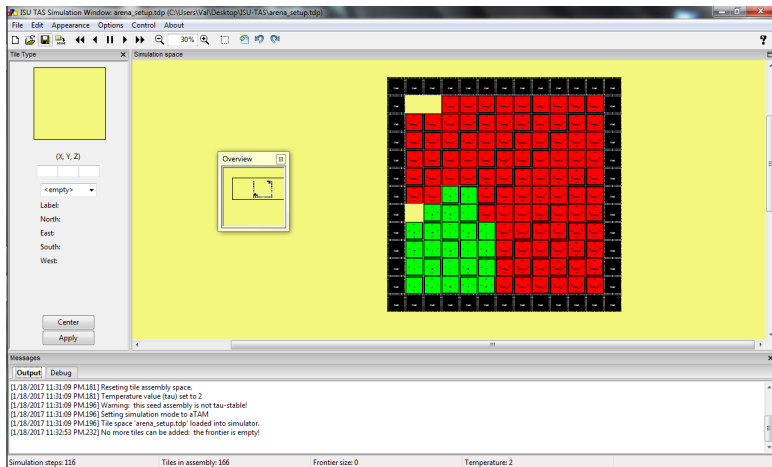 ISU TAS Simulation Window: arena_setup.tdp (C:\Users\Val\Desktop\ISU-TAS\arena_setup.tdp)
File Edit Appearance Options Control About
30%
?
Tile Type X
Simulation space
(X, Y, Z)
<empty>
Label:
North:
East:
South:
West:
Center
Apply
Overview
Messages
Output Debug
[1/18/2017 11:31:09 PM.181] Reseting tile assembly space.
[1/18/2017 11:31:09 PM.181] Temperature value (tau) set to 2
[1/18/2017 11:31:09 PM.196] Warning: this seed assembly is not tau-stable!
[1/18/2017 11:31:09 PM.196] Setting simulation mode to aTAM
[1/18/2017 11:31:09 PM.196] Tile space 'arena_setup.tdp' loaded into simulator.
[1/18/2017 11:32:53 PM.232] No more tiles can be added: the frontier is empty!
Simulation steps: 116 Tiles in assembly: 166 Frontier size: 0 Temperature: 2